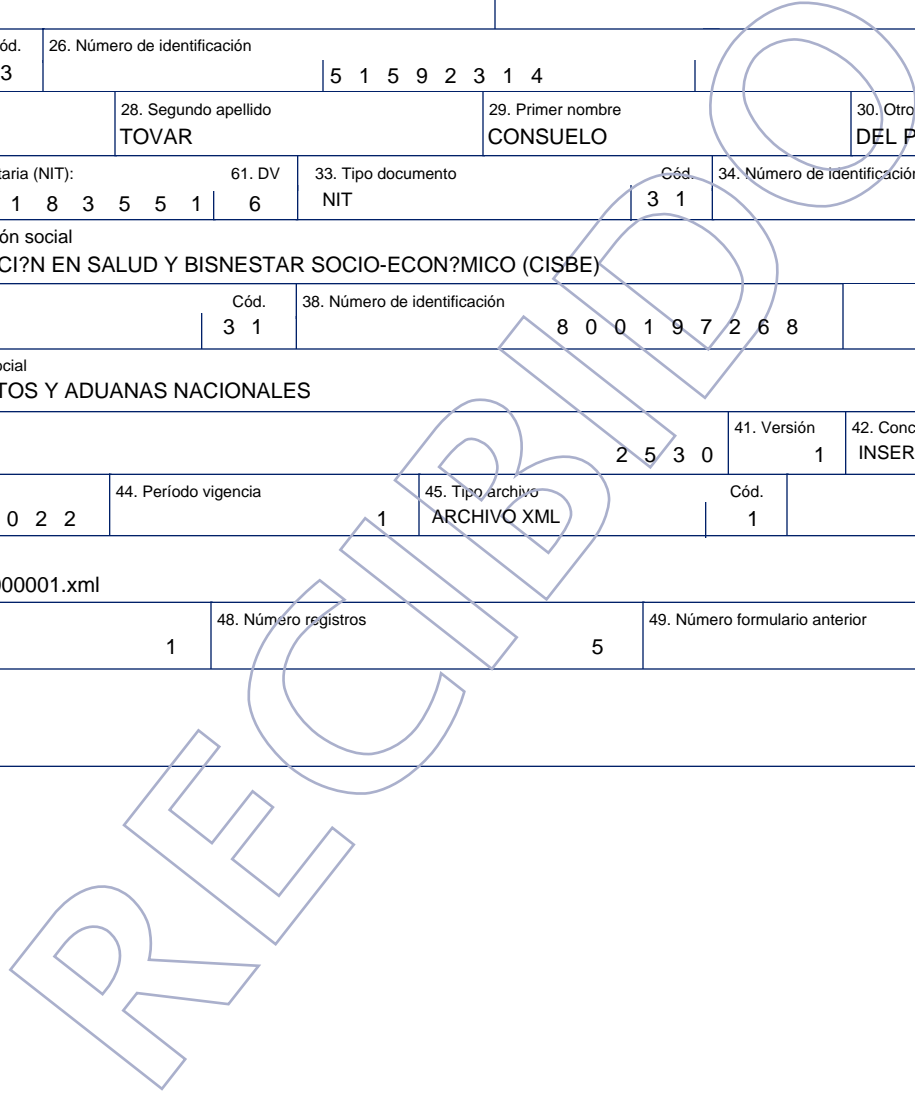 ód. 26. Número de identificación
3 5 1 5 9 2 3 1 4
28. Segundo apellido 29. Primer nombre 30. Otro
TOVAR CONSUELO DEL P
taria (NIT): 61. DV 33. Tipo documento Cód. 34. Número de identificación
1 8 3 5 5 1 6 NIT 3 1
ón social
CI?N EN SALUD Y BISNESTAR SOCIO-ECON?MICO (CISBE)
Cód. 38. Número de identificación
3 1 8 0 0 1 9 7 2 6 8
ocial
TOS Y ADUANAS NACIONALES
41. Versión 42. Conc
2 5 3 0 1 INSER
44. Período vigencia 45. Tipo archivo Cód.
0 2 2 1 ARCHIVO XML 1
000001.xml
48. Número registros 49. Número formulario anterior
1 5
RECIBIDO